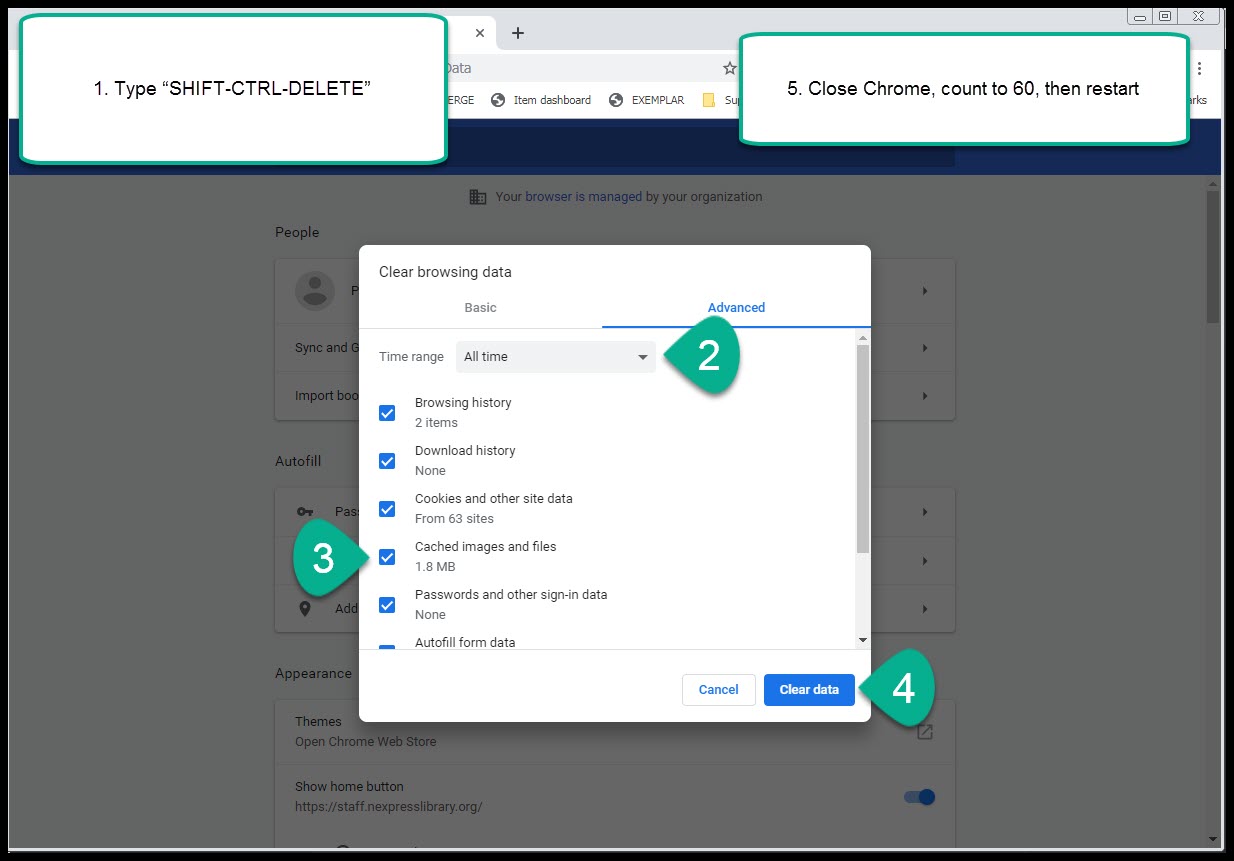 1. Type “SHIFT-CTRL-DELETE”
5. Close Chrome, count to 60, then restart
Data
ERGE Item dashboard EXEMPLAR Sup rks
Your browser is managed by your organization
People
P
Sync and G
Import boo
Autofill
Pass
Add
Appearance
Themes
Open Chrome Web Store
Show home button
https://staff.nexpresslibrary.org/
Clear browsing data
Basic Advanced
Time range All time
2
Browsing history
2 items
Download history
None
Cookies and other site data
From 63 sites
3
Cached images and files
1.8 MB
Passwords and other sign-in data
None
Autofill form data
Cancel Clear data
4